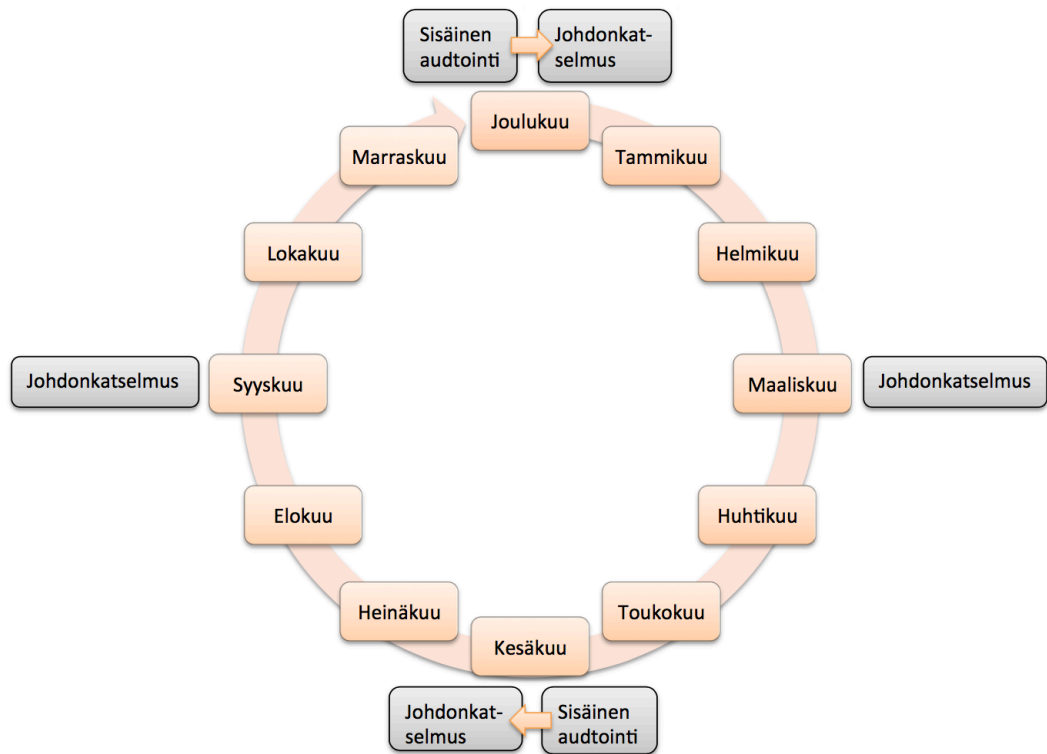 Sisäinen
audtointi
Johdonkat-
selmus
Joulukuu
Tammikuu
Helmikuu
Maaliskuu
Johdonkatselmus
Huhtikuu
Toukokuu
Kesäkuu
Sisäinen
audtointi
Johdonkat-
selmus
Heinäkuu
Elokuu
Syyskuu
Johdonkatselmus
Lokakuu
Marraskuu